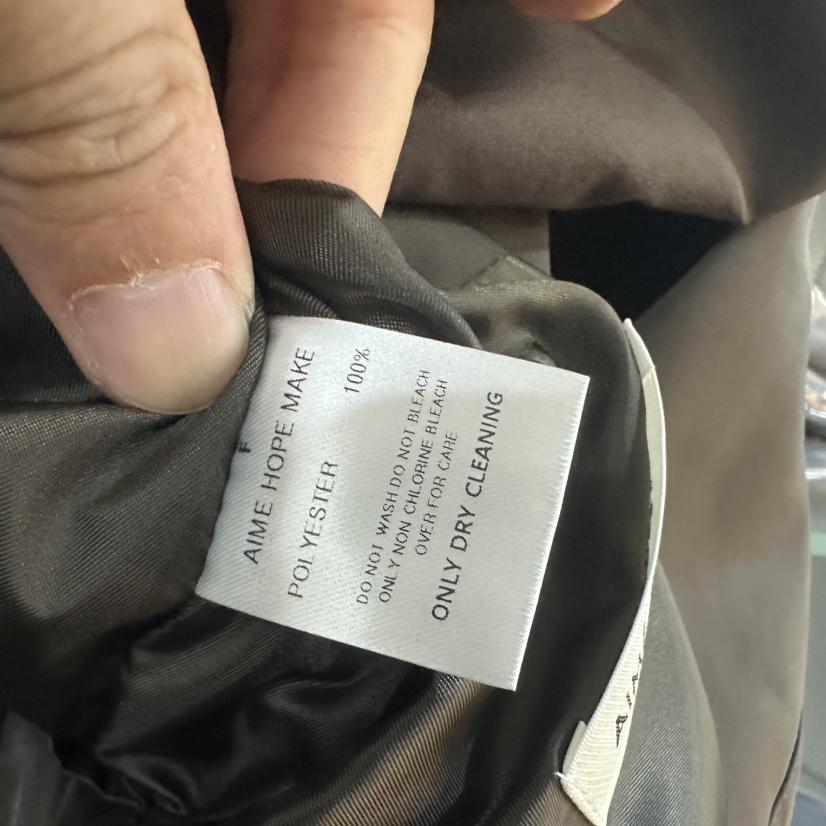 F
AIME HOPE MAKE
POLYESTER 100%
DO NOT WASH DO NOT BLEACH
ONLY NON CHLORINE BLEACH
OVER FOR CARE
ONLY DRY CLEANING